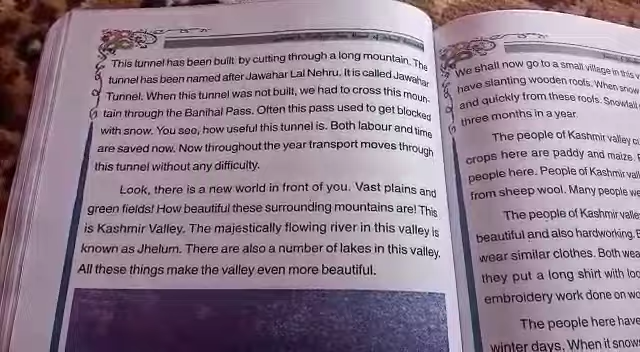 This tunnel has been built by cutting through a long mountain. The
tunnel has been named after Jawahar Lal Nehru. It is called Jawahar
Tunnel. When this tunnel was not built, we had to cross this moun-
tain through the Banihal Pass. Often this pass used to get blocked
with snow. You see, how useful this tunnel is. Both labour and time
are saved now. Now throughout the year transport moves through
this tunnel without any difficulty.
Look, there is a new world in front of you. Vast plains and
green fields! How beautiful these surrounding mountains are! This
is Kashmir Valley. The majestically flowing river in this valley is
known as Jhelum. There are also a number of lakes in this valley.
All these things make the valley even more beautiful.
We shall now go to a small village in this
have slanting wooden roofs. When snow
and quickly from these roofs. Snowfall
three months in a year.
The people of Kashmir valley
crops here are paddy and maize.
people here. People of Kashmir
from sheep wool. Many people
The people of Kashmir
beautiful and also hardworking.
wear similar clothes. Both
they put a long shirt with
embroidery work done on
The people here have
winter days. When it snow